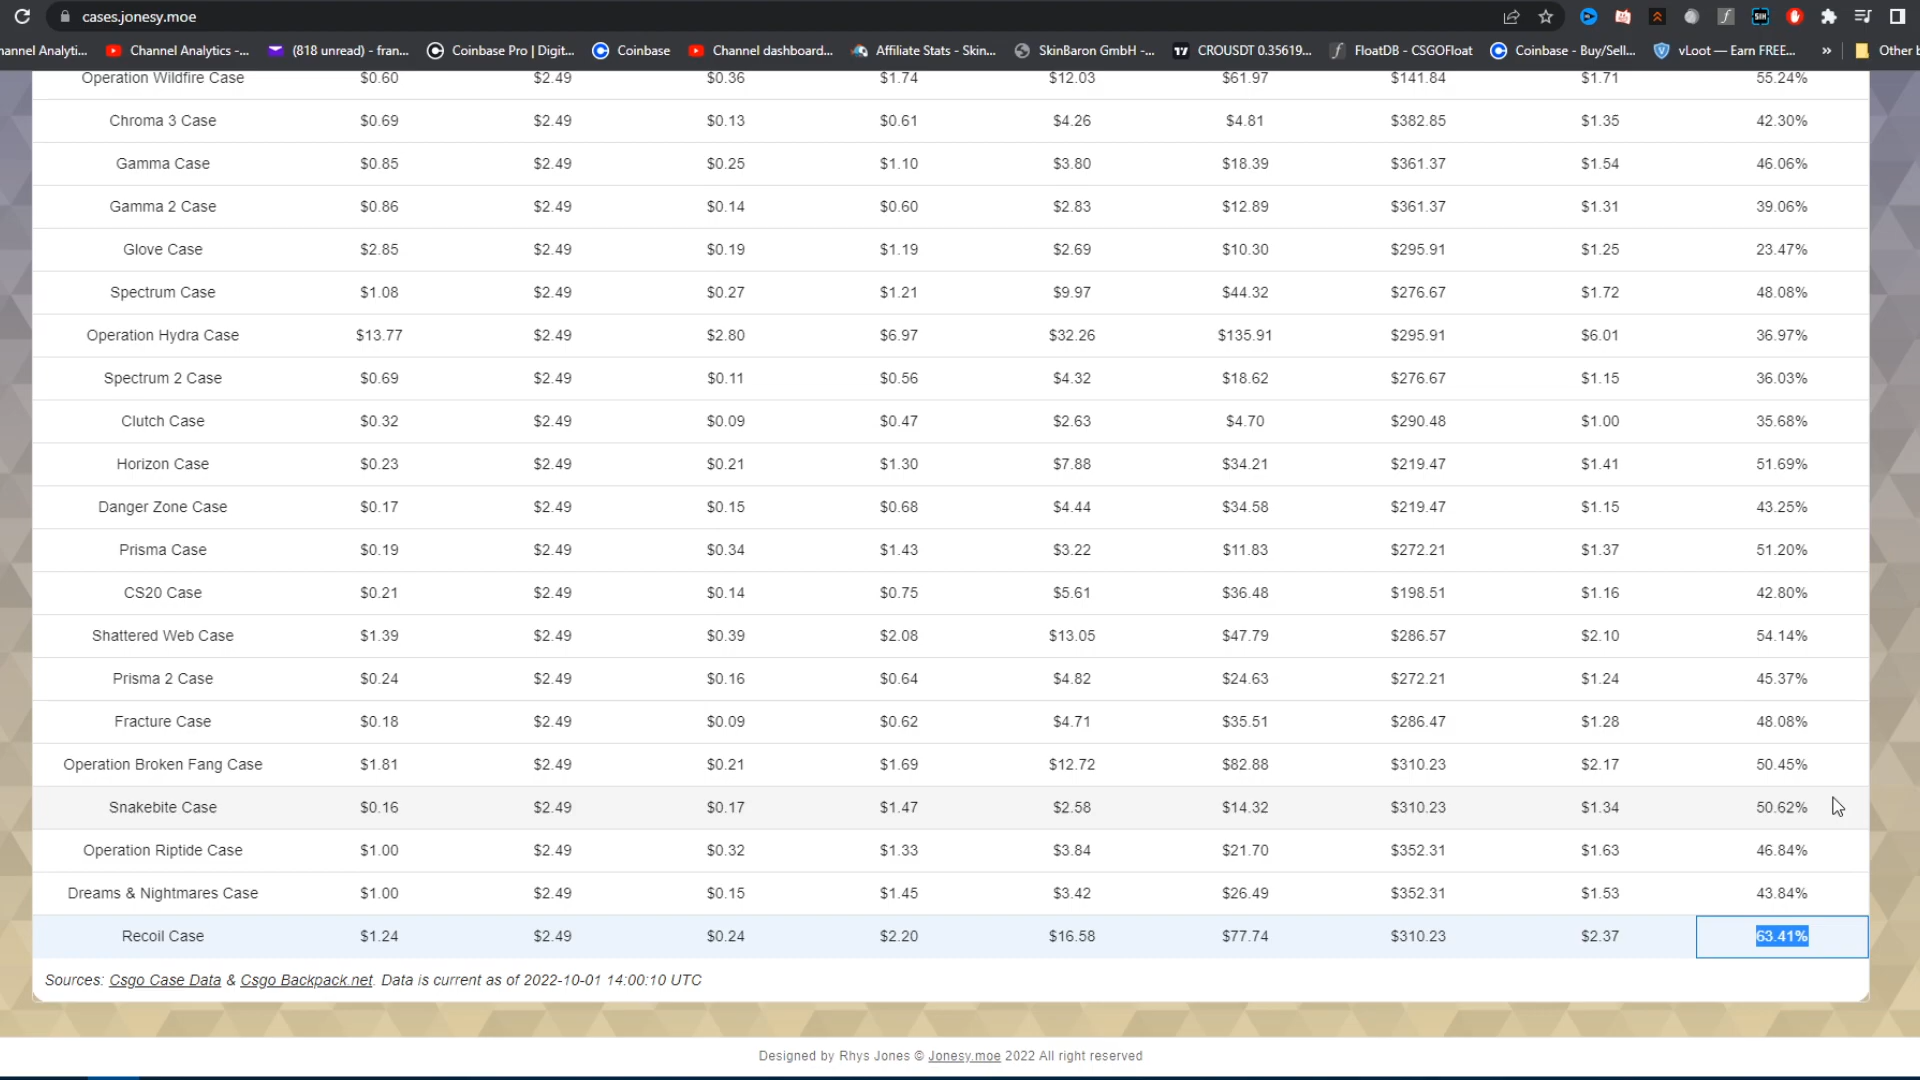 cases.jonesy.moe
hannel Analyti... Channel Analytics -... (818 unread) - fran... Coinbase Pro | Digit... Coinbase Channel dashboard... Affiliate Stats - Skin... SkinBaron GmbH -... CROUSDT 0.35619... FloatDB - CSGOFloat Coinbase - Buy/Sell... vLoot — Earn FREE... » Other b
Operation Wildfire Case $0.60 $2.49 $0.36 $1.74 $12.03 $61.97 $141.84 $1.71 55.24%
Chroma 3 Case $0.69 $2.49 $0.13 $0.61 $4.26 $4.81 $382.85 $1.35 42.30%
Gamma Case $0.85 $2.49 $0.25 $1.10 $3.80 $18.39 $361.37 $1.54 46.06%
Gamma 2 Case $0.86 $2.49 $0.14 $0.60 $2.83 $12.89 $361.37 $1.31 39.06%
Glove Case $2.85 $2.49 $0.19 $1.19 $2.69 $10.30 $295.91 $1.25 23.47%
Spectrum Case $1.08 $2.49 $0.27 $1.21 $9.97 $44.32 $276.67 $1.72 48.08%
Operation Hydra Case $13.77 $2.49 $2.80 $6.97 $32.26 $135.91 $295.91 $6.01 36.97%
Spectrum 2 Case $0.69 $2.49 $0.11 $0.56 $4.32 $18.62 $276.67 $1.15 36.03%
Clutch Case $0.32 $2.49 $0.09 $0.47 $2.63 $4.70 $290.48 $1.00 35.68%
Horizon Case $0.23 $2.49 $0.21 $1.30 $7.88 $34.21 $219.47 $1.41 51.69%
Danger Zone Case $0.17 $2.49 $0.15 $0.68 $4.44 $34.58 $219.47 $1.15 43.25%
Prisma Case $0.19 $2.49 $0.34 $1.43 $3.22 $11.83 $272.21 $1.37 51.20%
CS20 Case $0.21 $2.49 $0.14 $0.75 $5.61 $36.48 $198.51 $1.16 42.80%
Shattered Web Case $1.39 $2.49 $0.39 $2.08 $13.05 $47.79 $286.57 $2.10 54.14%
Prisma 2 Case $0.24 $2.49 $0.16 $0.64 $4.82 $24.63 $272.21 $1.24 45.37%
Fracture Case $0.18 $2.49 $0.09 $0.62 $4.71 $35.51 $286.47 $1.28 48.08%
Operation Broken Fang Case $1.81 $2.49 $0.21 $1.69 $12.72 $82.88 $310.23 $2.17 50.45%
Snakebite Case $0.16 $2.49 $0.17 $1.47 $2.58 $14.32 $310.23 $1.34 50.62%
Operation Riptide Case $1.00 $2.49 $0.32 $1.33 $3.84 $21.70 $352.31 $1.63 46.84%
Dreams & Nightmares Case $1.00 $2.49 $0.15 $1.45 $3.42 $26.49 $352.31 $1.53 43.84%
Recoil Case $1.24 $2.49 $0.24 $2.20 $16.58 $77.74 $310.23 $2.37 63.41%
Sources: Csgo Case Data & Csgo Backpack.net. Data is current as of 2022-10-01 14:00:10 UTC
Designed by Rhys Jones © Jonesy.moe 2022 All right reserved